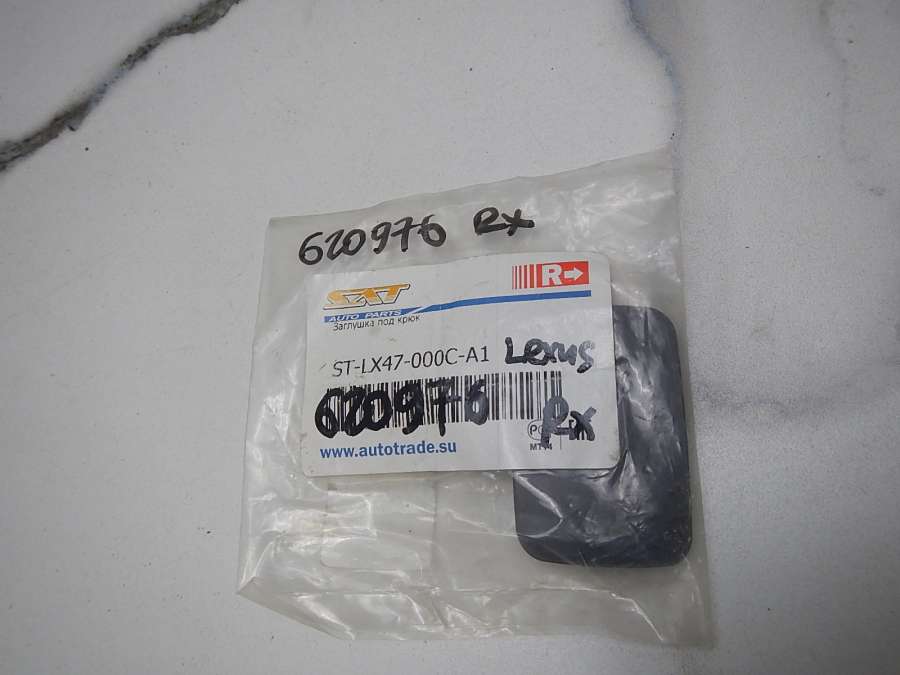 620976 RX
R
SAT
AUTO PARTS
Заглушка под крюк
ST-LX47-000C-A1 Lexus
620976 Rx
www.autotrade.su